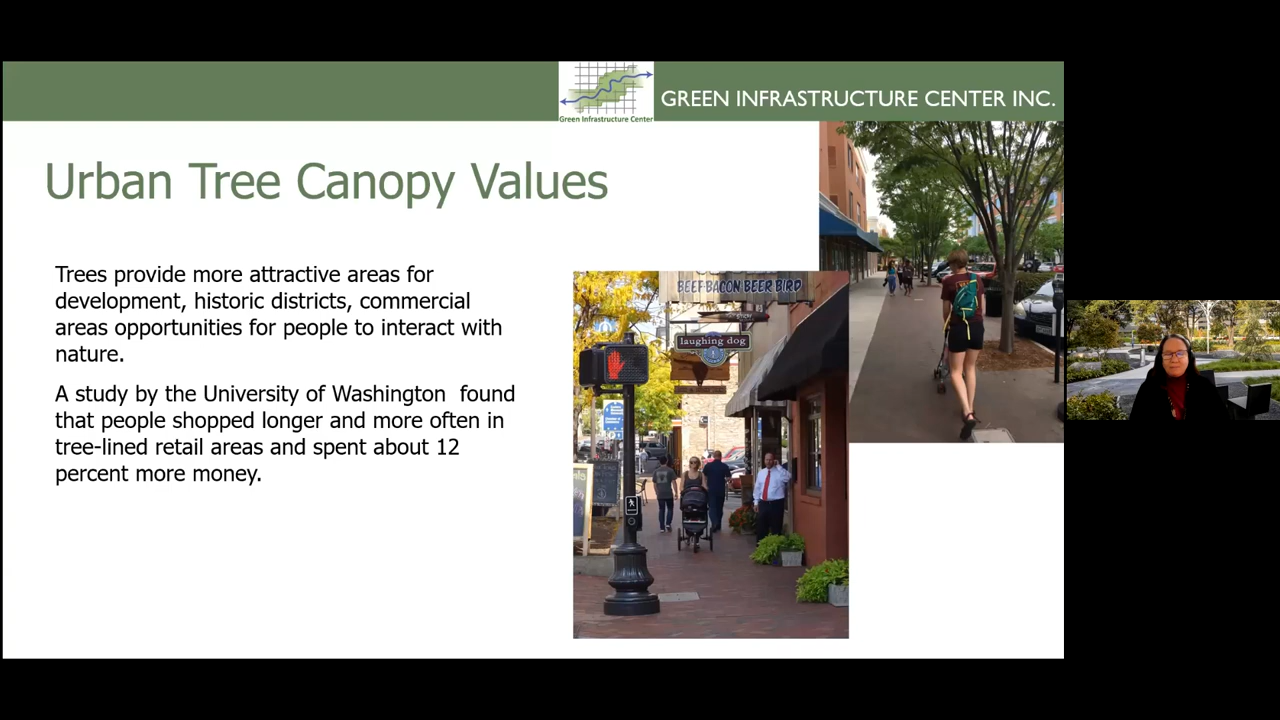 Green Infrastructure Center
GREEN INFRASTRUCTURE CENTER INC.
Urban Tree Canopy Values
Trees provide more attractive areas for
development, historic districts, commercial
areas opportunities for people to interact with
nature.
A study by the University of Washington found
that people shopped longer and more often in
tree-lined retail areas and spent about 12
percent more money.
BEEF·BACON BEER BIRD
laughing dog